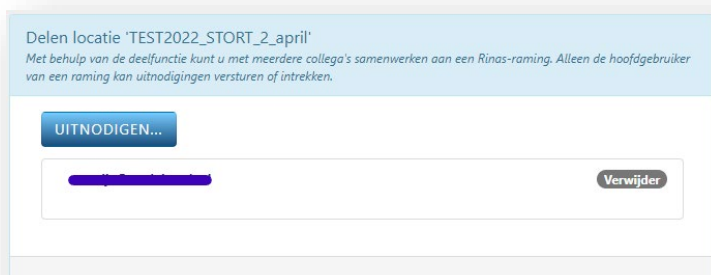 Delen locatie 'TEST2022_STORT_2_april'
Met behulp van de deelfunctie kunt u met meerdere collega's samenwerken aan een Rinas-raming. Alleen de hoofdgebruiker
van een raming kan uitnodigingen versturen of intrekken.
UITNODIGEN...
Verwijder